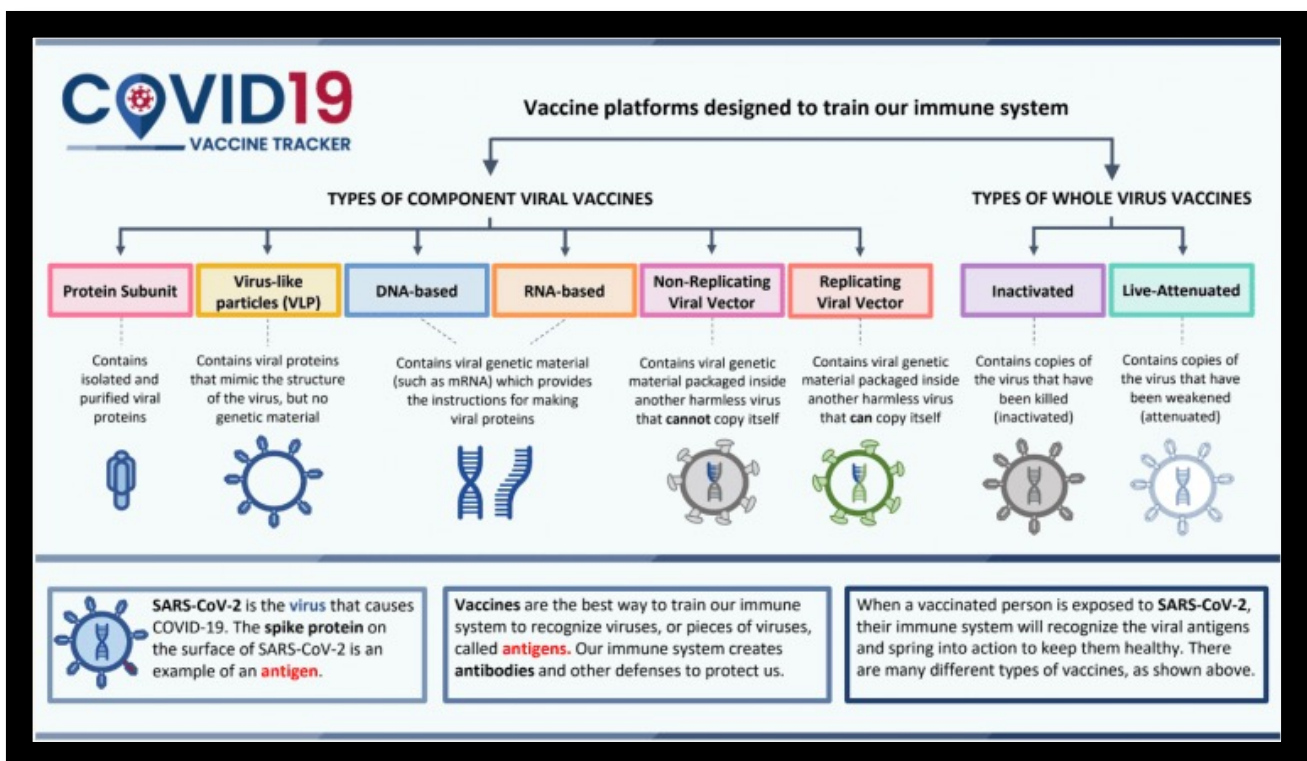 COVID19
VACCINE TRACKER
Vaccine platforms designed to train our immune system
TYPES OF COMPONENT VIRAL VACCINES
TYPES OF WHOLE VIRUS VACCINES
Protein Subunit
Virus-like
particles (VLP)
DNA-based
RNA-based
Non-Replicating
Viral Vector
Replicating
Viral Vector
Inactivated
Live-Attenuated
Contains
isolated and
purified viral
proteins
Contains viral proteins
that mimic the structure
of the virus, but no
genetic material
Contains viral genetic material
(such as mRNA) which provides
the instructions for making
viral proteins
Contains viral genetic
material packaged inside
another harmless virus
that cannot copy itself
Contains viral genetic
material packaged inside
another harmless virus
that can copy itself
Contains copies of
the virus that have
been killed
(inactivated)
Contains copies of
the virus that have
been weakened
(attenuated)
SARS-CoV-2 is the virus that causes
COVID-19. The spike protein on
the surface of SARS-CoV-2 is an
example of an antigen.
Vaccines are the best way to train our immune
system to recognize viruses, or pieces of viruses,
called antigens. Our immune system creates
antibodies and other defenses to protect us.
When a vaccinated person is exposed to SARS-CoV-2,
their immune system will recognize the viral antigens
and spring into action to keep them healthy. There
are many different types of vaccines, as shown above.